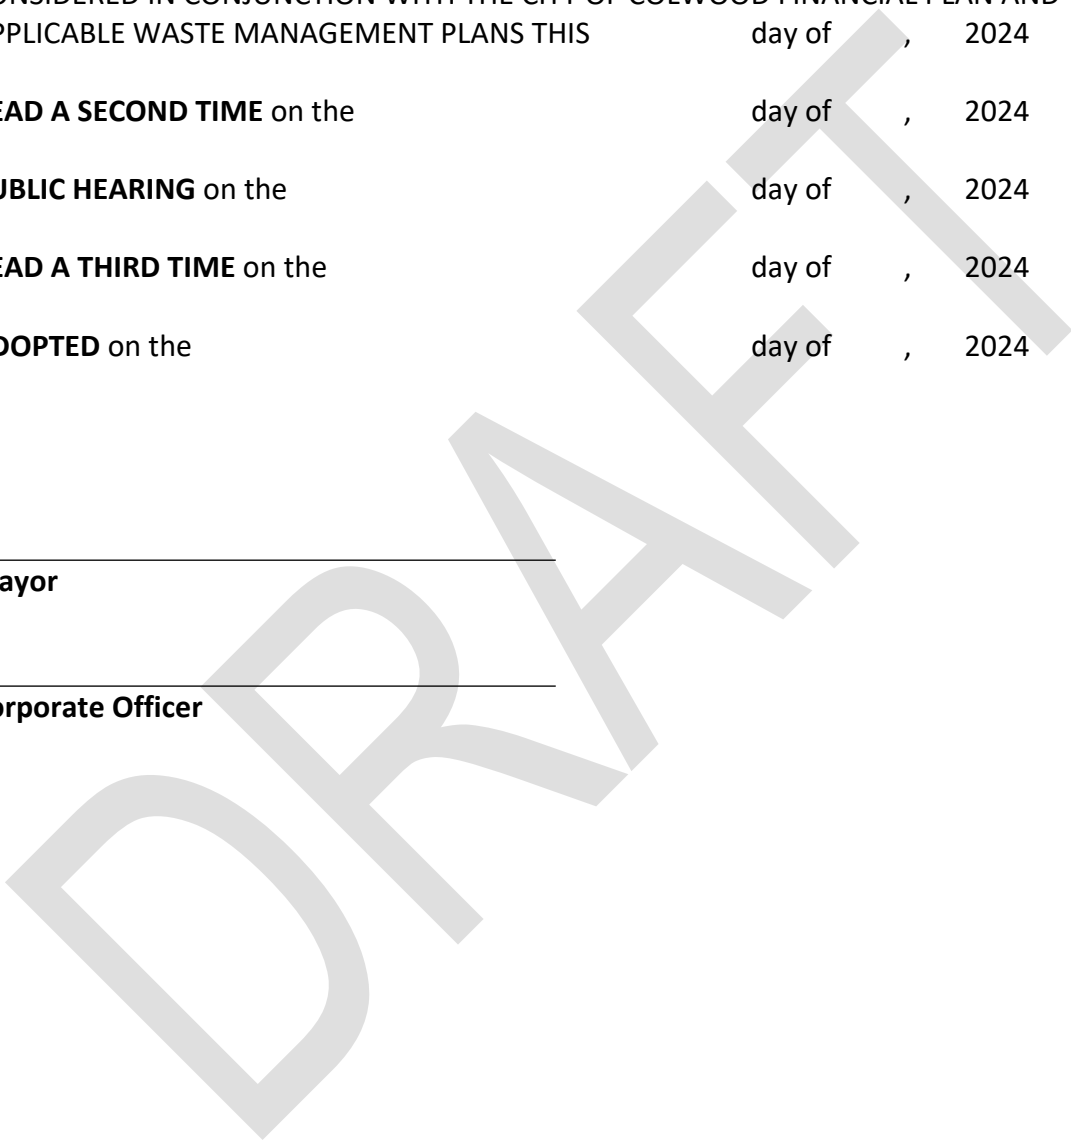 ONSIDERED IN CONJUNCTION WITH THE CITY OF COLWOOD FINANCIAL PLAN AND
PPLICABLE WASTE MANAGEMENT PLANS THIS day of , 2024
EAD A SECOND TIME on the day of , 2024
UBLIC HEARING on the day of , 2024
EAD A THIRD TIME on the day of , 2024
DOPTED on the day of , 2024
ayor
orporate Officer
DRAFT